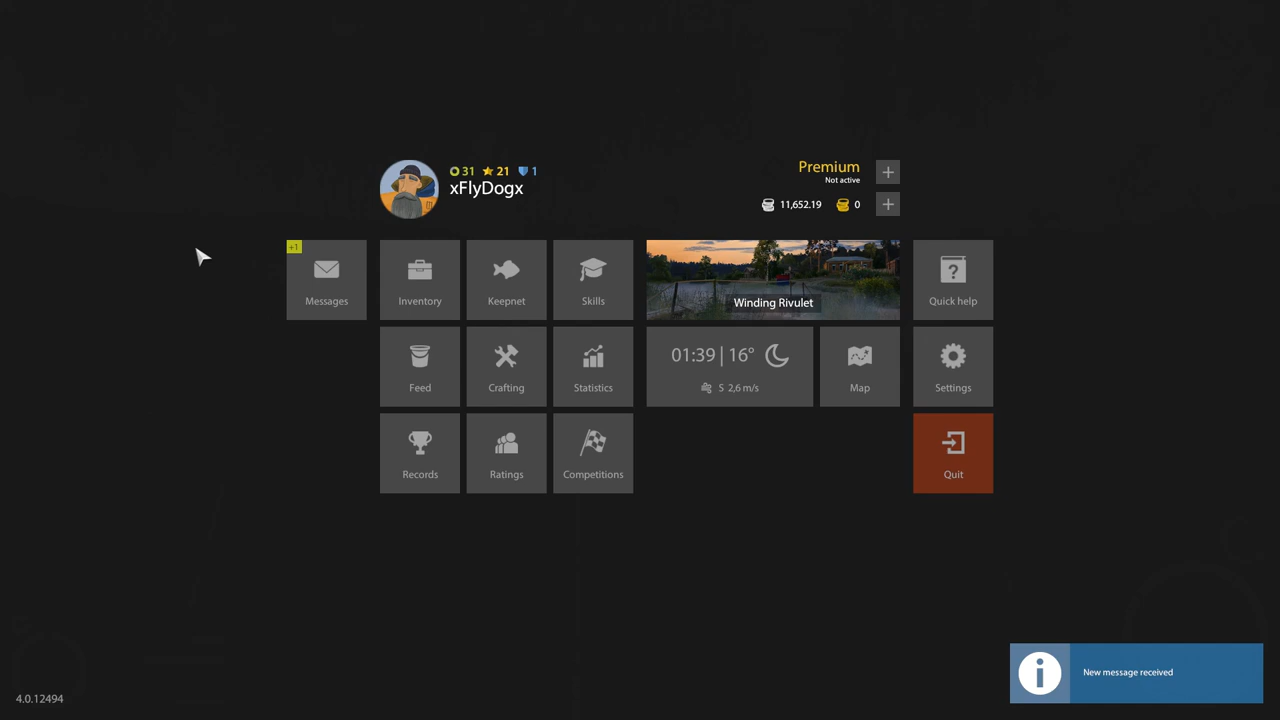 31 21 1
xFlyDogx
Premium
Not active
11,652.19 0
+1
Messages
Inventory
Keepnet
Skills
Winding Rivulet
Quick help
Feed
Crafting
Statistics
01:39 | 16°
S 2,6 m/s
Map
Settings
Records
Ratings
Competitions
Quit
New message received
4.0.12494